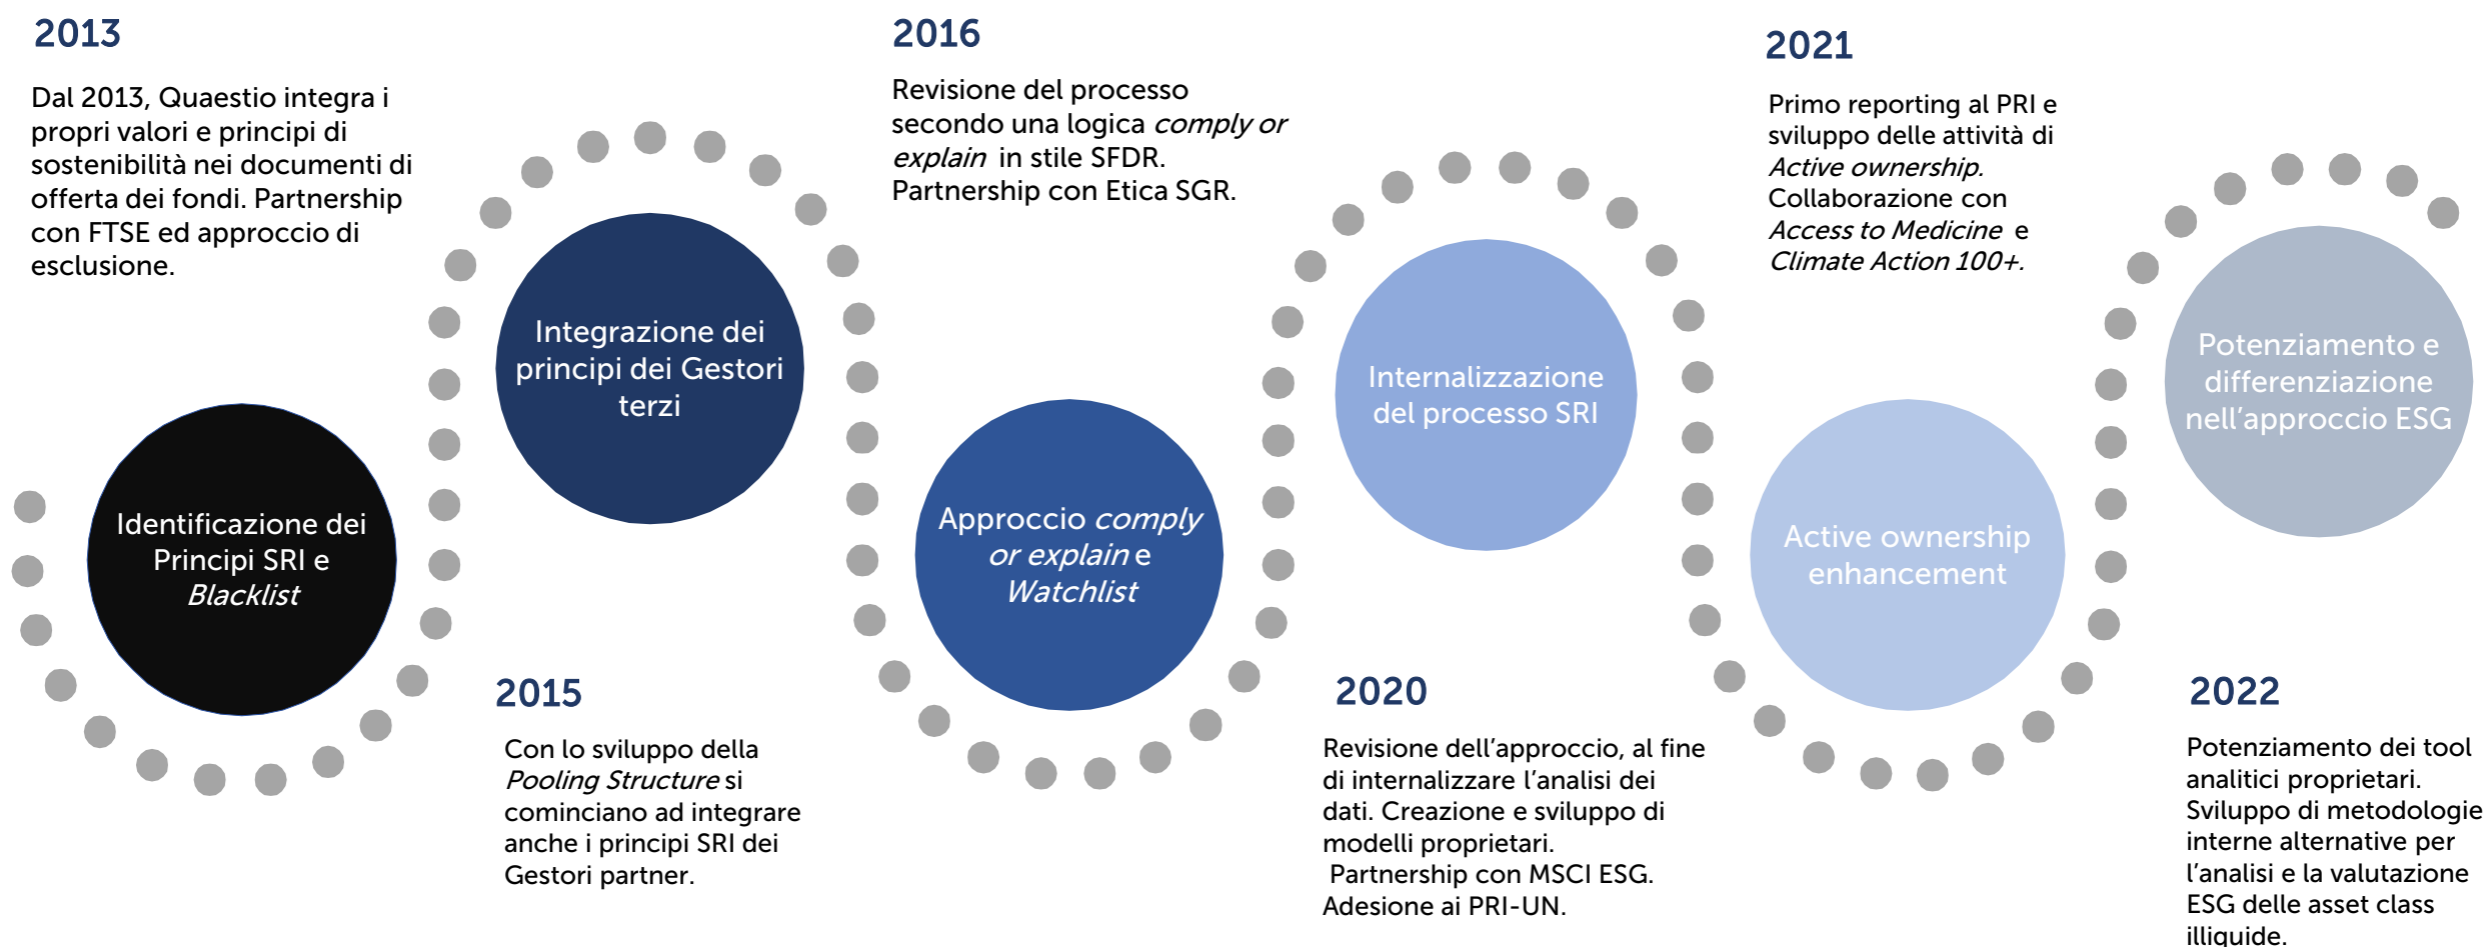 2013
Dal 2013, Quaestio integra i
propri valori e principi di
sostenibilità nei documenti di
offerta dei fondi. Partnership
con FTSE ed approccio di
esclusione.
Identificazione dei
Principi SRI e
Blacklist
Integrazione dei
principi dei Gestori
terzi
2015
Con lo sviluppo della
Pooling Structure si
cominciano ad integrare
anche i principi SRI dei
Gestori partner.
2016
Revisione del processo
secondo una logica comply or
explain in stile SFDR.
Partnership con Etica SGR.
Approccio comply
or explain e
Watchlist
Internalizzazione
del processo SRI
2020
Revisione dell’approccio, al fine
di internalizzare l’analisi dei
dati. Creazione e sviluppo di
modelli proprietari.
Partnership con MSCI ESG.
Adesione ai PRI-UN.
2021
Primo reporting al PRI e
sviluppo delle attività di
Active ownership.
Collaborazione con
Access to Medicine e
Climate Action 100+.
Active ownership
enhancement
Potenziamento e
differenziazione
nell’approccio ESG
2022
Potenziamento dei tool
analitici proprietari.
Sviluppo di metodologie
interne alternative per
l’analisi e la valutazione
ESG delle asset class
illiquide.